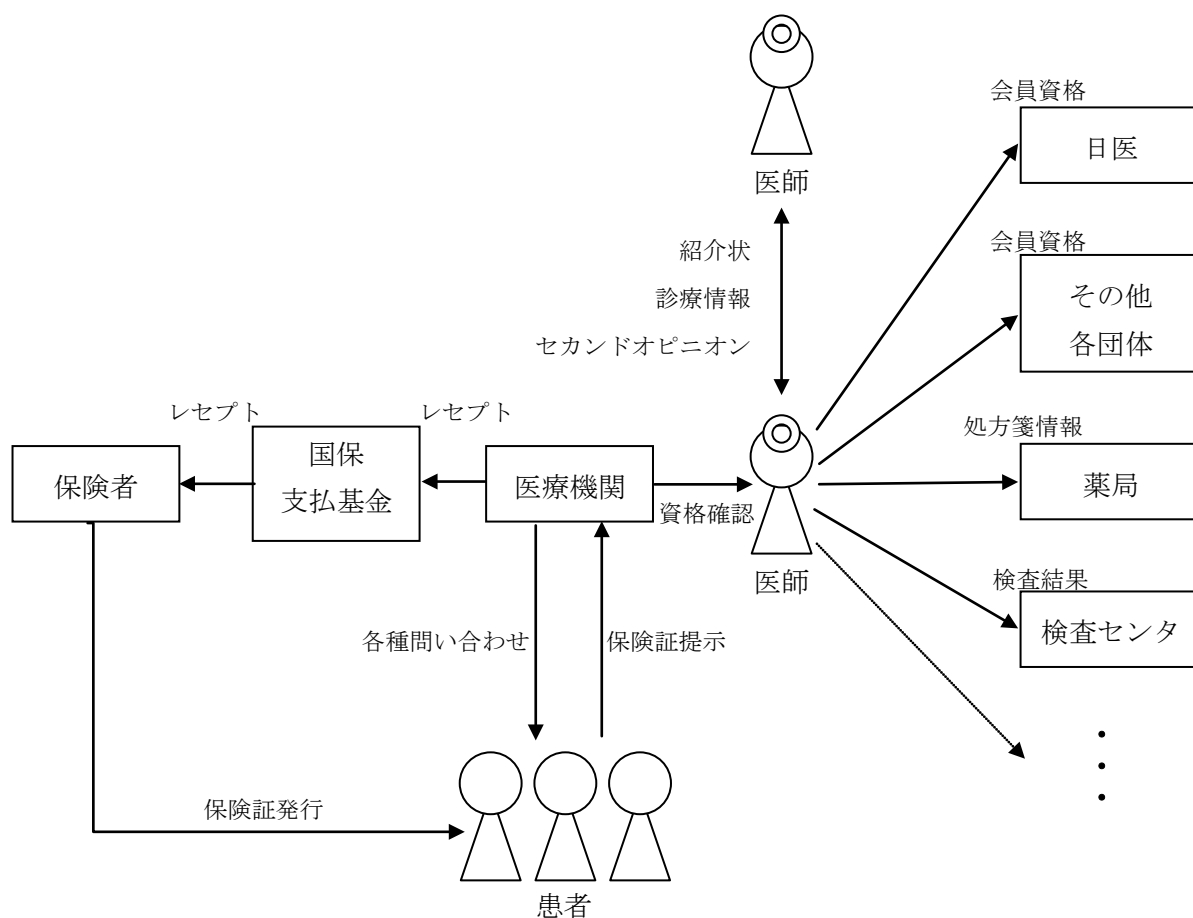 医師
会員資格
日医
紹介状
診療情報
セカンドオピニオン
会員資格
その他
各団体
レセプト
レセプト
処方箋情報
保険者
国保
支払基金
医療機関
資格確認
医師
薬局
検査結果
検査センタ
各種問い合わせ
保険証提示
保険証発行
患者